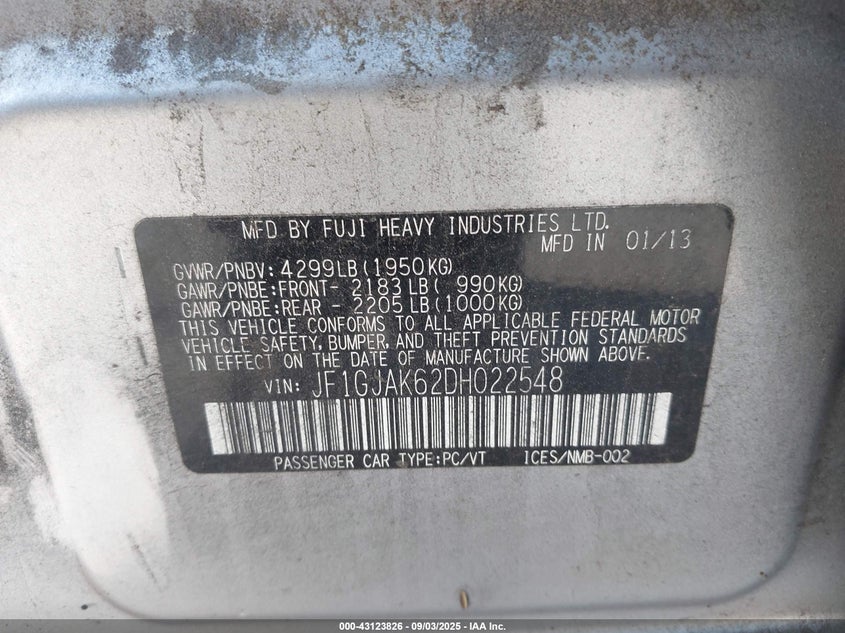 MFD BY FUJI HEAVY INDUSTRIES LTD.
MFD IN 01/13
GVWR/PNBV: 4299LB(1950KG)
GAWR/PNBE:FRONT- 2183LB( 990KG)
GAWR/PNBE:REAR - 2205LB(1000KG)
THIS VEHICLE CONFORMS TO ALL APPLICABLE FEDERAL MOTOR
VEHICLE SAFETY, BUMPER, AND THEFT PREVENTION STANDARDS
IN EFFECT ON THE DATE OF MANUFACTURE SHOWN ABOVE.
VIN: JF1GJAK62DH022548
PASSENGER CAR TYPE:PC/VT ICES/NMB-002
000-43123826 - 09/03/2025 - IAA Inc.